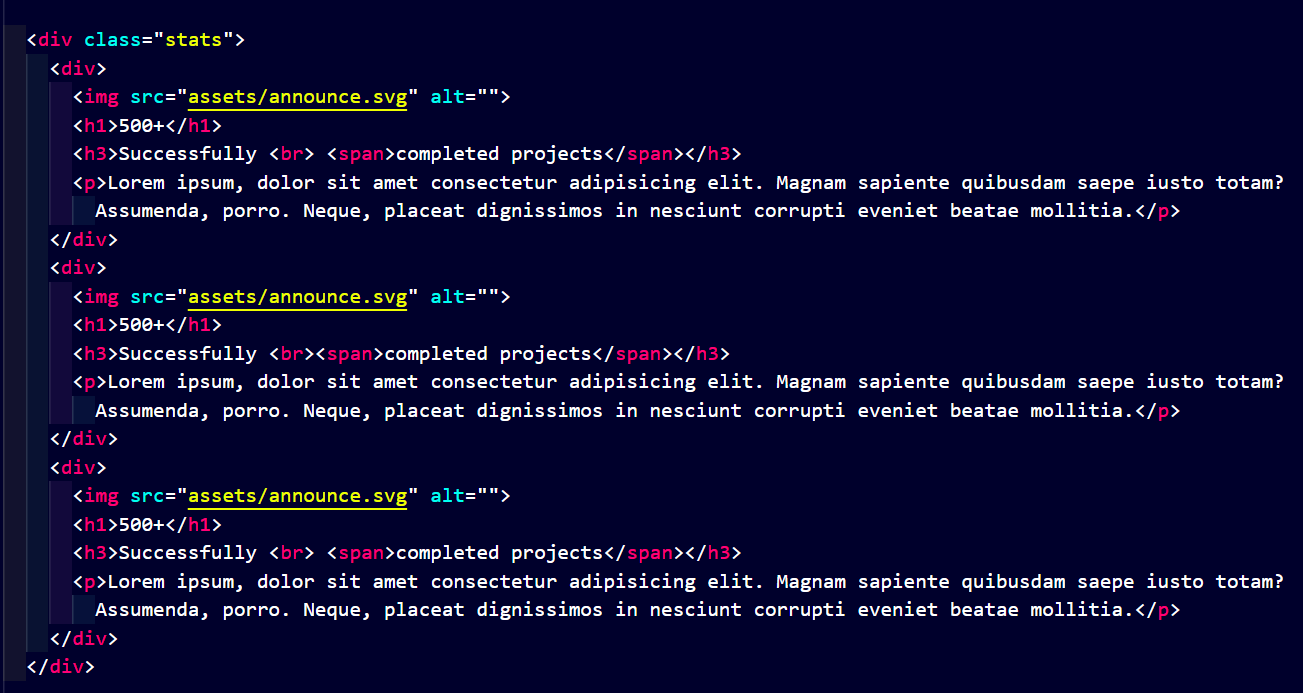 <div class="stats">
<div>
<img src="assets/announce.svg" alt="">
<h1>500+</h1>
<h3>Successfully <br> <span>completed projects</span></h3>
<p>Lorem ipsum, dolor sit amet consectetur adipisicing elit. Magnam sapiente quibusdam saepe iusto totam?
Assumenda, porro. Neque, placeat dignissimos in nesciunt corrupti eveniet beatae mollitia.</p>
</div>
<div>
<img src="assets/announce.svg" alt="">
<h1>500+</h1>
<h3>Successfully <br><span>completed projects</span></h3>
<p>Lorem ipsum, dolor sit amet consectetur adipisicing elit. Magnam sapiente quibusdam saepe iusto totam?
Assumenda, porro. Neque, placeat dignissimos in nesciunt corrupti eveniet beatae mollitia.</p>
</div>
<div>
<img src="assets/announce.svg" alt="">
<h1>500+</h1>
<h3>Successfully <br> <span>completed projects</span></h3>
<p>Lorem ipsum, dolor sit amet consectetur adipisicing elit. Magnam sapiente quibusdam saepe iusto totam?
Assumenda, porro. Neque, placeat dignissimos in nesciunt corrupti eveniet beatae mollitia.</p>
</div>
</div>